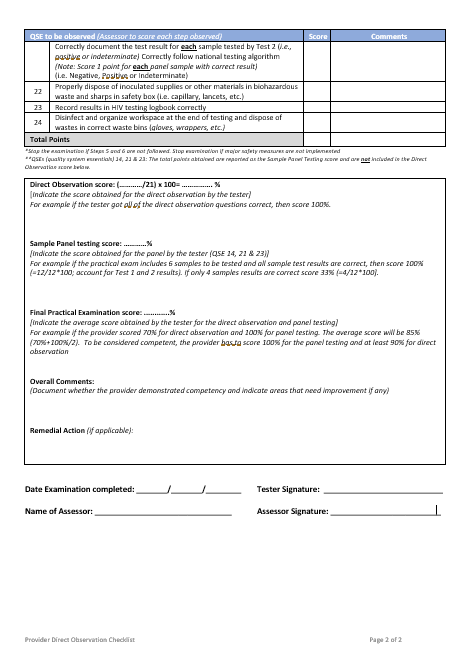 QSE to be observed (Assessor to score each step observed) Score Comments
Correctly document the test result for each sample tested by Test 2 (i.e.,
positive or indeterminate) Correctly follow national testing algorithm
(Note: Score 1 point for each panel sample with correct result)
(i.e. Negative, Positive or Indeterminate)
22 Properly dispose of inoculated supplies or other materials in biohazardous
waste and sharps in safety box (i.e. capillary, lancets, etc.)
23 Record results in HIV testing logbook correctly
24 Disinfect and organize workspace at the end of testing and dispose of
wastes in correct waste bins (gloves, wrappers, etc.)
Total Points
*Stop the examination if Steps 5 and 6 are not followed. Stop examination if major safety measures are not implemented
**QSEs (quality system essentials) 14, 21 & 23: The total points obtained are reported as the Sample Panel Testing score and are not included in the Direct
Observation score below.
Direct Observation score: (………../21) x 100= …………… %
[Indicate the score obtained for the direct observation by the tester]
For example if the tester got all of the direct observation questions correct, then score 100%.
Sample Panel testing score: ………..%
[Indicate the score obtained for the panel by the tester (QSE 14, 21 & 23)]
For example if the practical exam includes 6 samples to be tested and all sample test results are correct, then score 100%
(=12/12*100; account for Test 1 and 2 results). If only 4 samples results are correct score 33% (=4/12*100].
Final Practical Examination score: ………….%
[Indicate the average score obtained by the tester for the direct observation and panel testing]
For example if the provider scored 70% for direct observation and 100% for panel testing. The average score will be 85%
(70%+100%/2). To be considered competent, the provider has to score 100% for the panel testing and at least 90% for direct
observation
Overall Comments:
(Document whether the provider demonstrated competency and indicate areas that need improvement if any)
Remedial Action (if applicable):
Date Examination completed: _______/_______/________ Tester Signature: ___________________________
Name of Assessor: _______________________________ Assessor Signature: __________________________
Provider Direct Observation Checklist Page 2 of 2